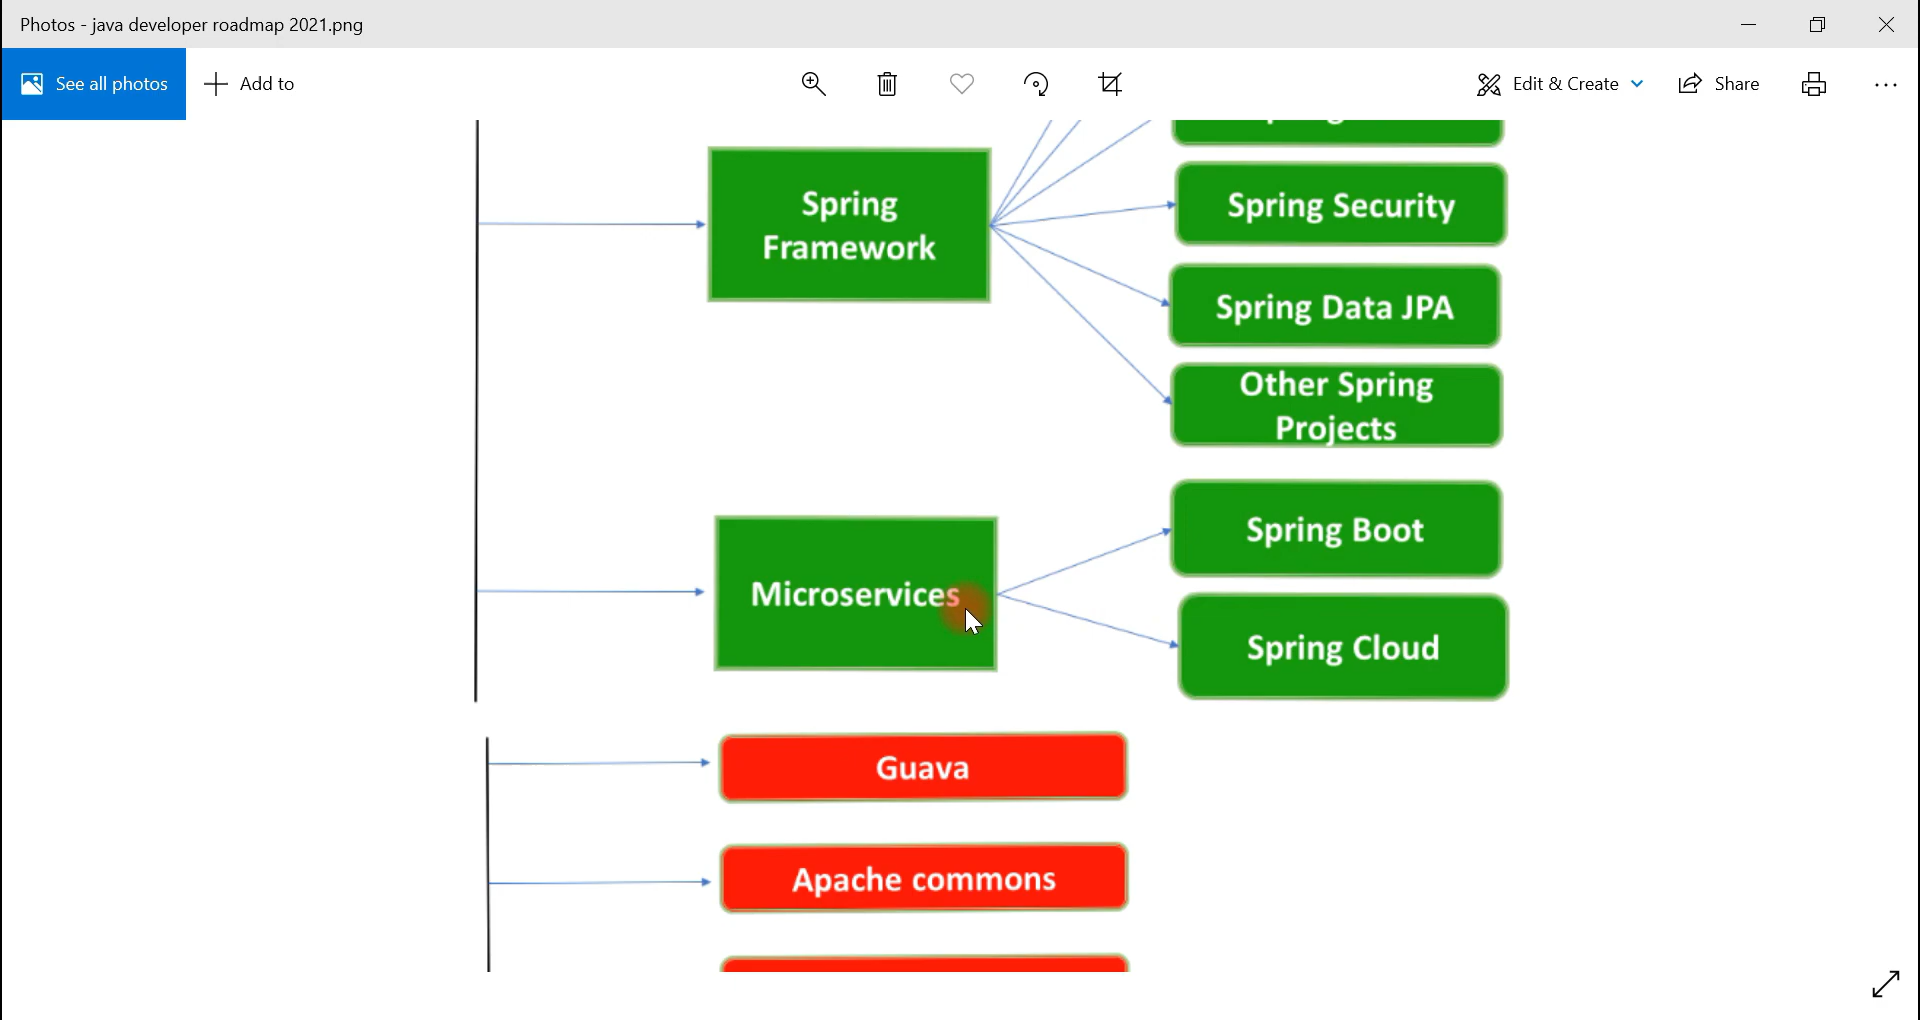 Photos - java developer roadmap 2021.png
See all photos
Add to
Edit & Create
Share
Spring
Framework
Spring Security
Spring Data JPA
Other Spring
Projects
Microservices
Spring Boot
Spring Cloud
Guava
Apache commons